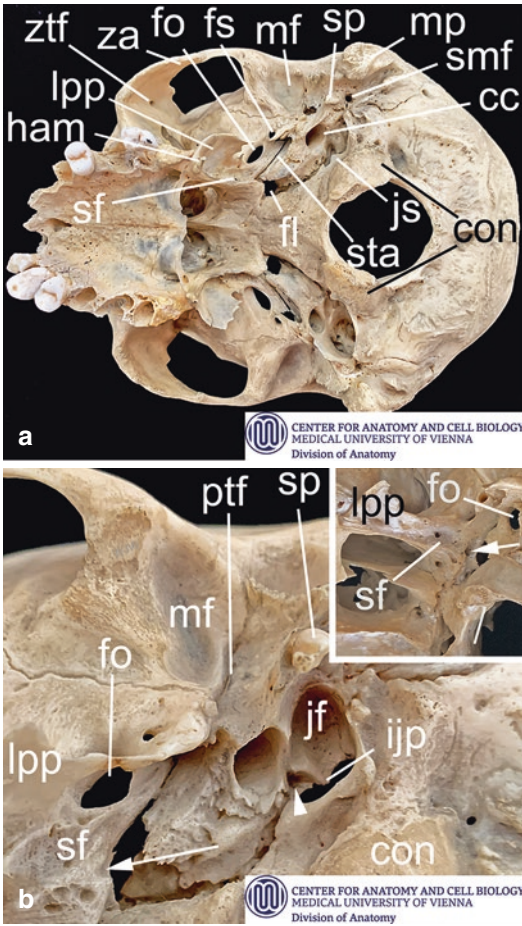 ztf za fo fs mf sp mp
smf
lpp cc
ham
sf fl sta js con
a
CENTER FOR ANATOMY AND CELL BIOLOGY
MEDICAL UNIVERSITY OF VIENNA
Division of Anatomy
ptf sp lpp fo
sf
mf
fo jf
lpp ijp
sf con
b
CENTER FOR ANATOMY AND CELL BIOLOGY
MEDICAL UNIVERSITY OF VIENNA
Division of Anatomy